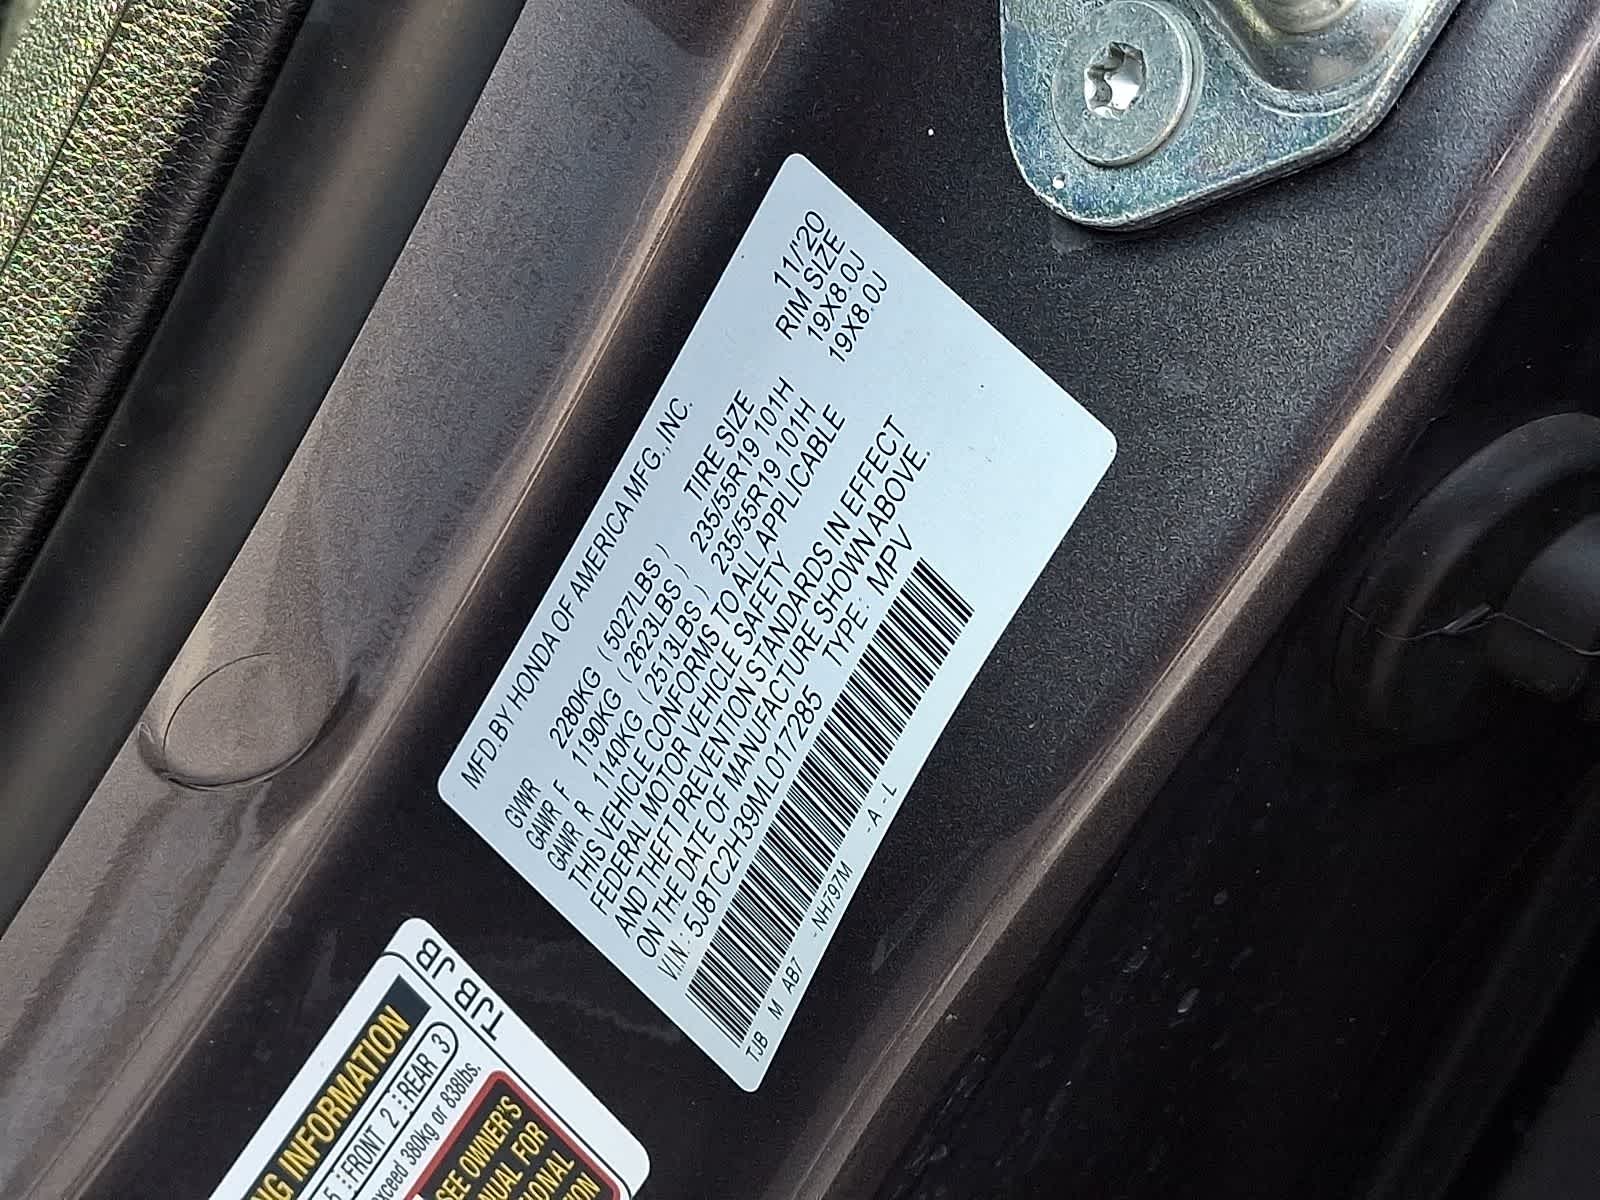 MFD.BY HONDA OF AMERICA MFG.,INC. 11/'20
TIRE SIZE RIM SIZE
GVWR 2280KG (5027LBS)
GAWR F 1190KG (2623LBS) 235/55R19 101H 19X8.0J
GAWR R 1140KG (2513LBS) 235/55R19 101H 19X8.0J
THIS VEHICLE CONFORMS TO ALL APPLICABLE
FEDERAL MOTOR VEHICLE SAFETY
AND THEFT PREVENTION STANDARDS IN EFFECT
ON THE DATE OF MANUFACTURE SHOWN ABOVE.
V.I.N: 5J8TC2H39ML017285 TYPE: MPV
TJB M AB7 -NH797M -A-L
TJB JB
NG INFORMATION
5 FRONT 2 REAR 3
xceed 380kg or 838lbs.
SEE OWNER'S
NUAL FOR
IONAL
TION